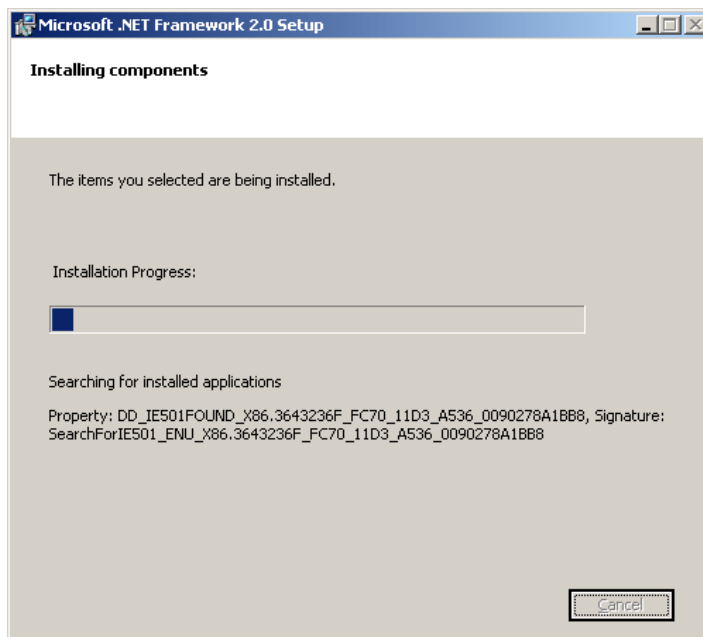 Microsoft .NET Framework 2.0 Setup
Installing components
The items you selected are being installed.
Installation Progress:
Searching for installed applications
Property: DD_IE501FOUND_X86.3643236F_FC70_11D3_A536_0090278A1BB8, Signature:
SearchForIE501_ENU_X86.3643236F_FC70_11D3_A536_0090278A1BB8
Cancel